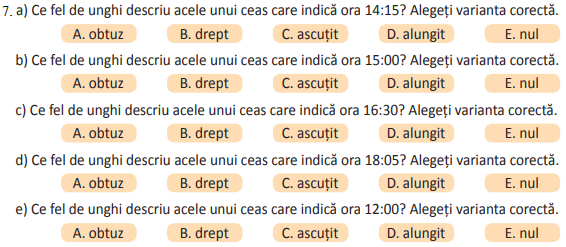 7. a) Ce fel de unghi descriu acele unui ceas care indică ora 14:15? Alegeți varianta corectă.
A. obtuz B. drept C. ascuțit D. alungit E. nul
b) Ce fel de unghi descriu acele unui ceas care indică ora 15:00? Alegeți varianta corectă.
A. obtuz B. drept C. ascuțit D. alungit E. nul
c) Ce fel de unghi descriu acele unui ceas care indică ora 16:30? Alegeți varianta corectă.
A. obtuz B. drept C. ascuțit D. alungit E. nul
d) Ce fel de unghi descriu acele unui ceas care indică ora 18:05? Alegeți varianta corectă.
A. obtuz B. drept C. ascuțit D. alungit E. nul
e) Ce fel de unghi descriu acele unui ceas care indică ora 12:00? Alegeți varianta corectă.
A. obtuz B. drept C. ascuțit D. alungit E. nul